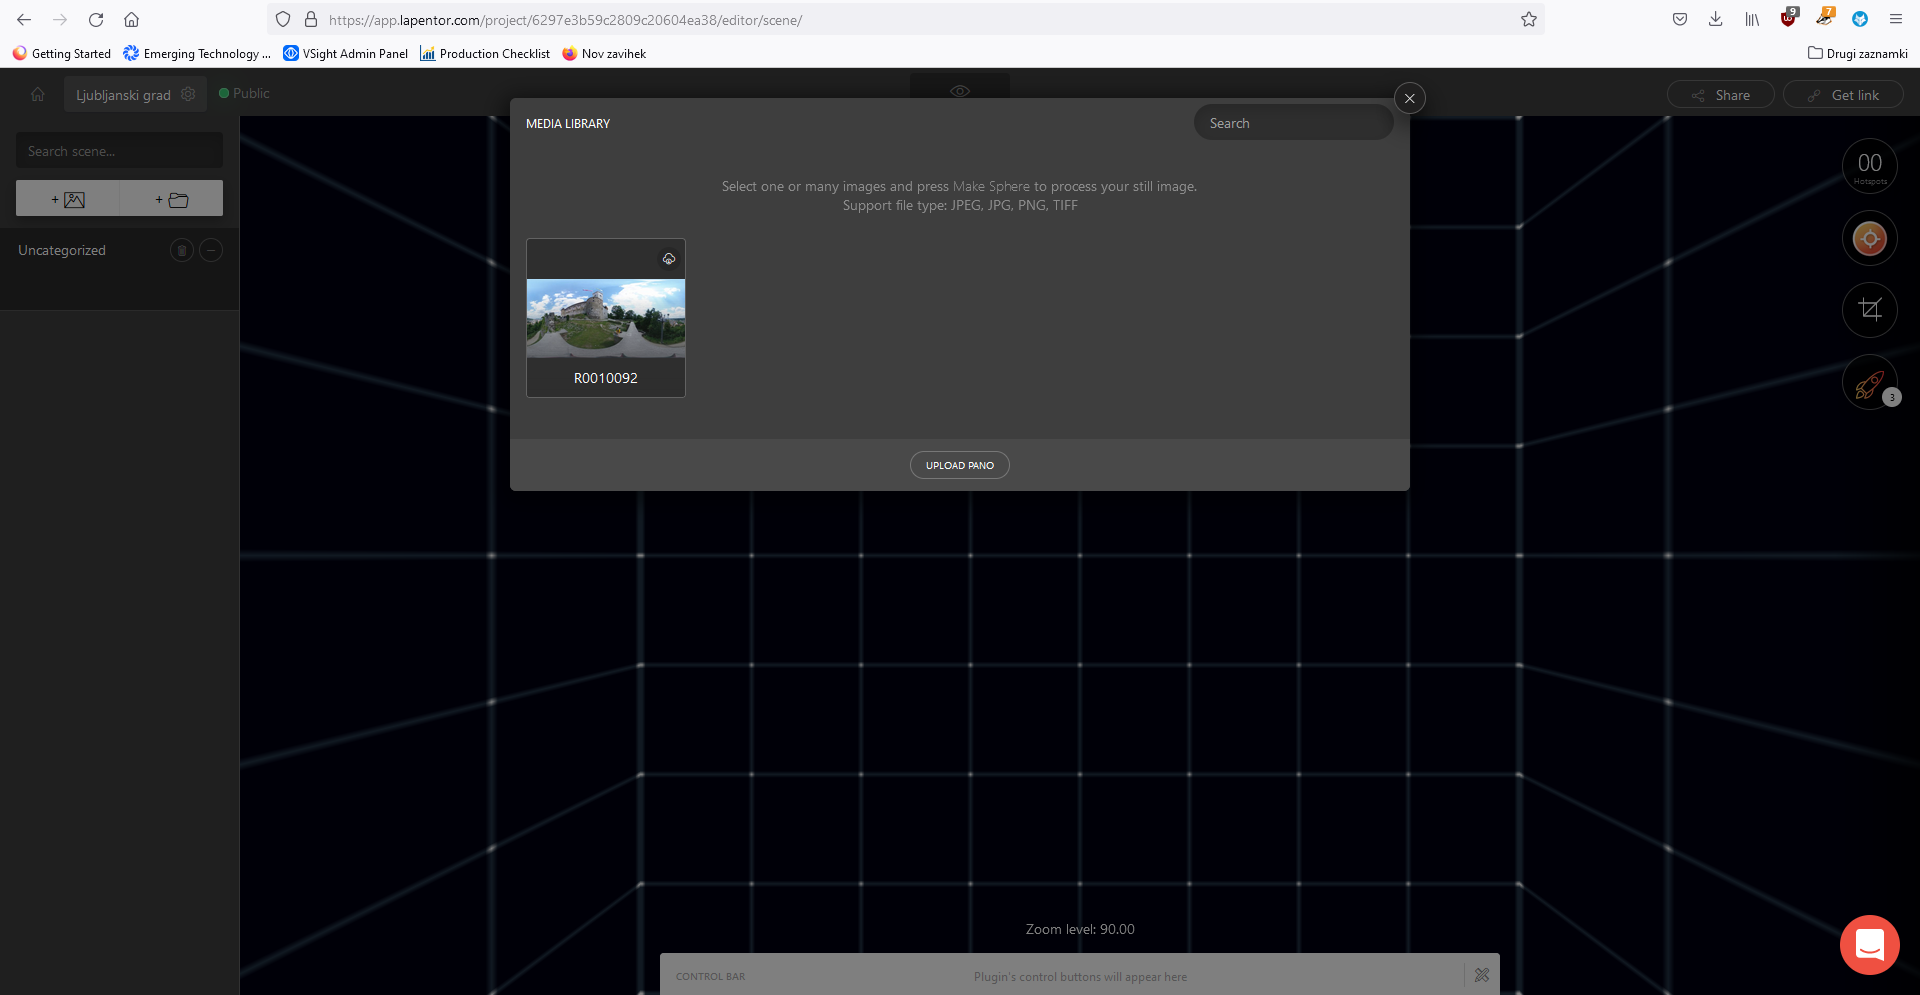 https://app.lapentor.com/project/6297e3b59c2809c20604ea38/editor/scene/
9
7
Getting Started
Emerging Technology ...
VSight Admin Panel
Production Checklist
Nov zavihek
Drugi zaznamki
Ljubljanski grad
Public
Share
Get link
MEDIA LIBRARY
Search
Search scene...
+
+
Uncategorized
Select one or many images and press Make Sphere to process your still image.
Support file type: JPEG, JPG, PNG, TIFF
R0010092
UPLOAD PANO
00
Hotspots
3
Zoom level: 90.00
CONTROL BAR
Plugin's control buttons will appear here